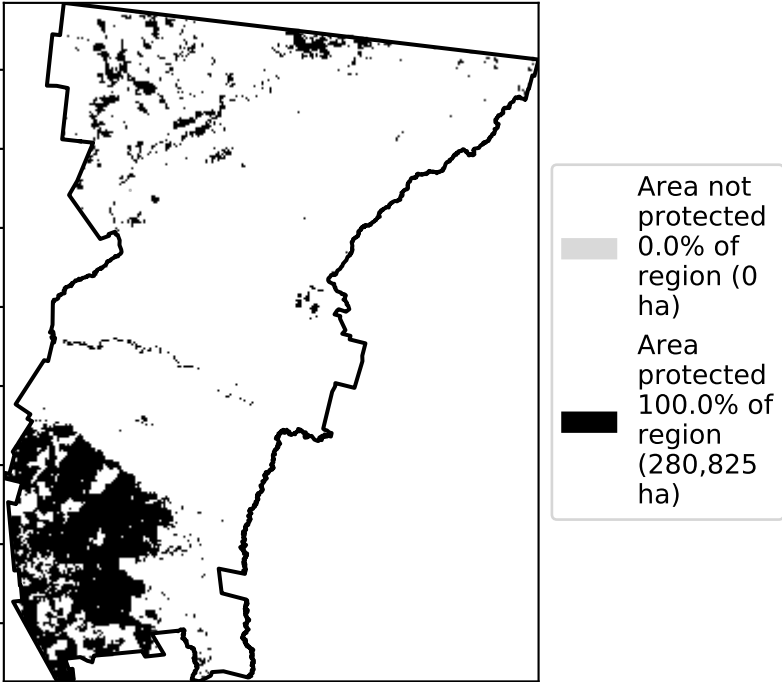 Area not
protected
0.0% of
region (0
ha)
Area
protected
100.0% of
region
(280,825
ha)